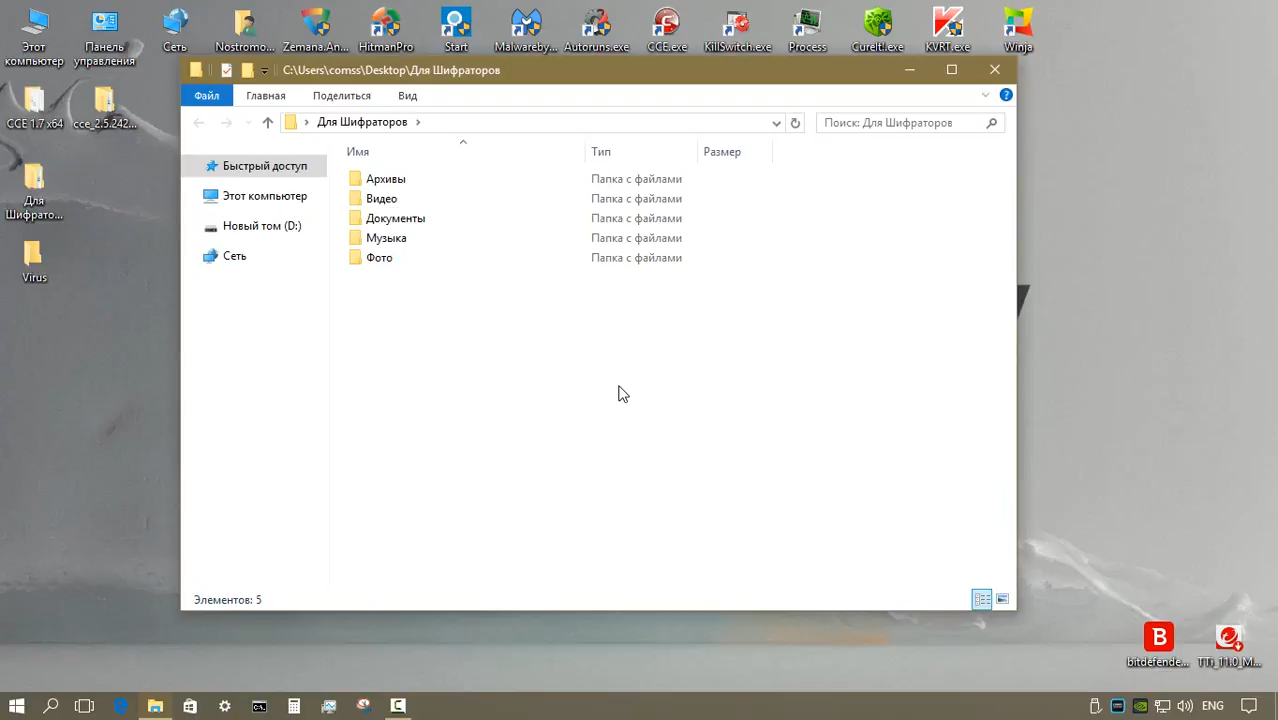 Этот компьютер
Панель управления
Сеть
Nostromo...
Zemana.An...
HitmanPro
Start
Malwareby...
Autoruns.exe
CCE.exe
KillSwitch.exe
Process
CureIt!.exe
KVRT.exe
Winja
CCE 1.7 x64
cce_2.5.242...
Для Шифрато...
Virus
C:\Users\comss\Desktop\Для Шифраторов
Файл
Главная
Поделиться
Вид
Для Шифраторов
Поиск: Для Шифраторов
Быстрый доступ
Этот компьютер
Новый том (D:)
Сеть
Имя
Тип
Размер
Архивы
Папка с файлами
Видео
Папка с файлами
Документы
Папка с файлами
Музыка
Папка с файлами
Фото
Папка с файлами
Элементов: 5
B
bitdefende...
TTi_11.0_M...
ENG